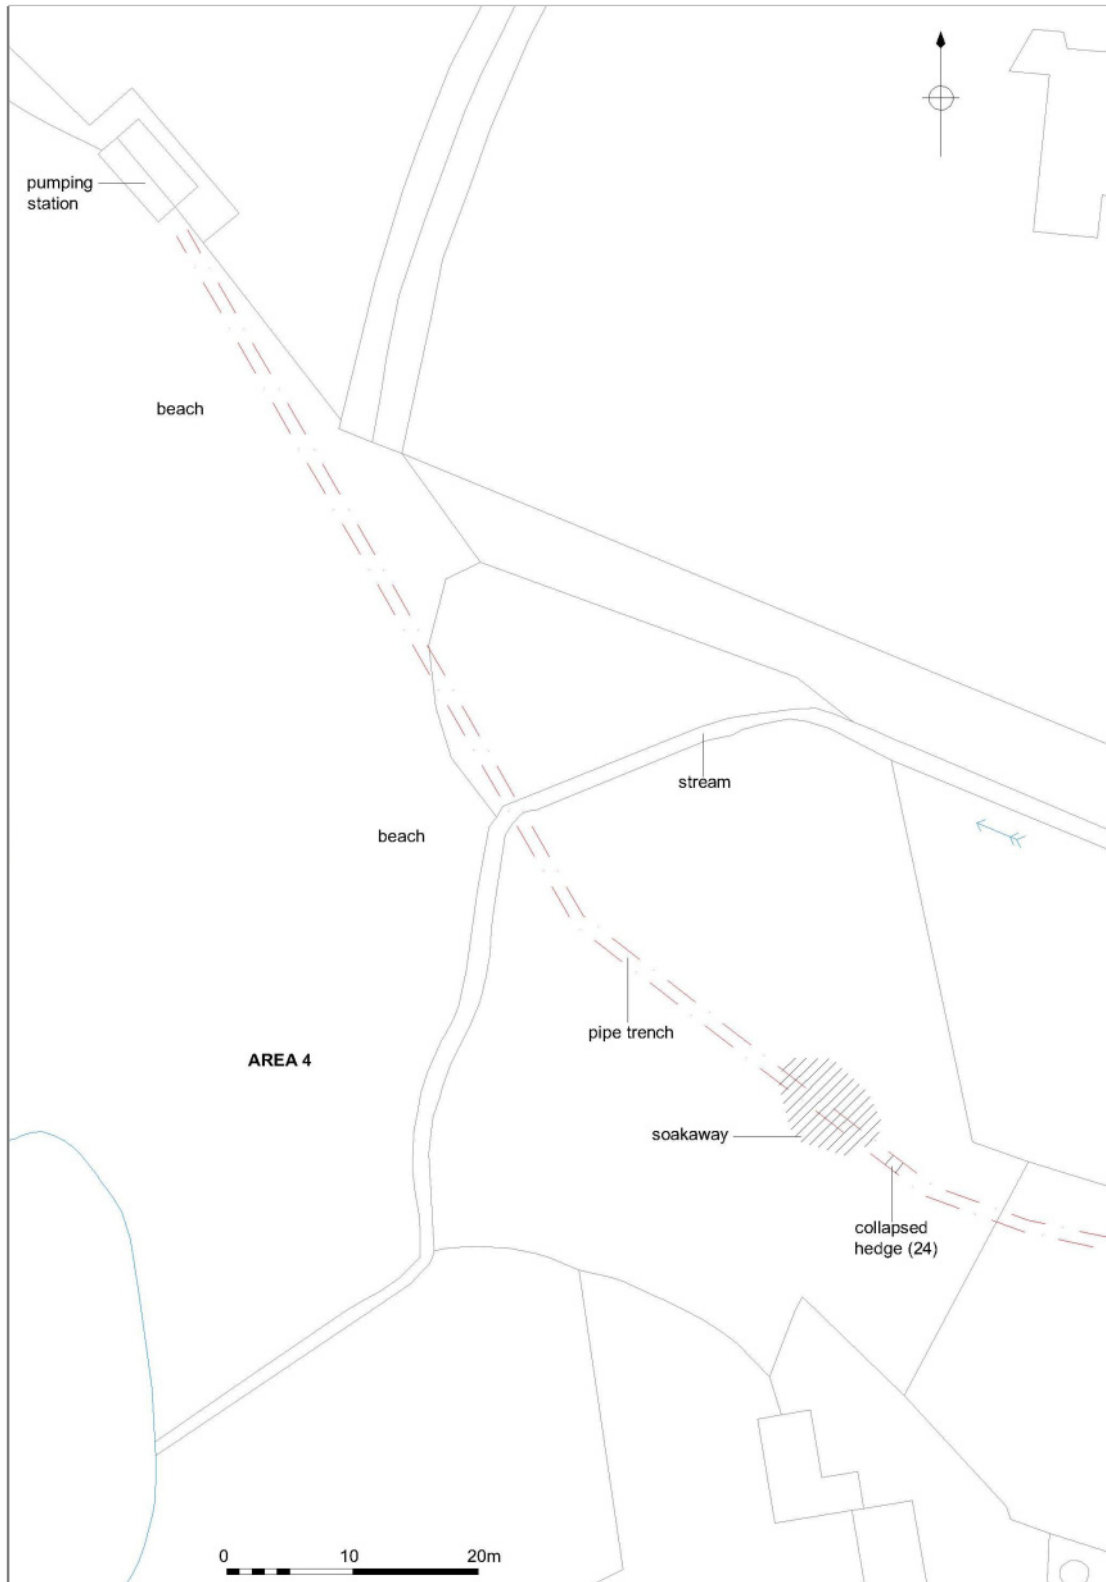 pumping
station
beach
stream
beach
pipe trench
AREA 4
soakaway
collapsed
hedge (24)
0 10 20m